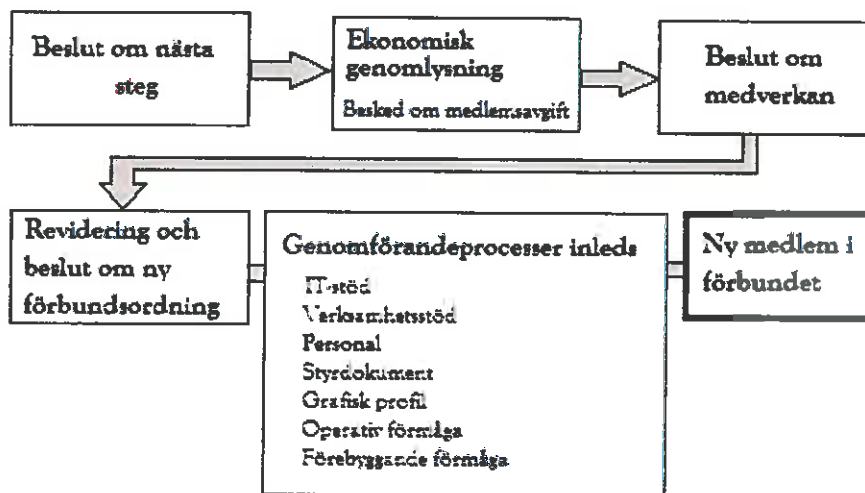 Beslut om nästa
steg
Ekonomisk
genomlysning
Besked om medlemsavgift
Beslut om
medverkan
Revidering och
beslut om ny
förbundsordning
Genomförandeprocesser inleds
IT-stöd
Verksamhetsstöd
Personal
Styrdokument
Grafisk profil
Operativ förmåga
Förebyggande förmåga
Ny medlem i
förbundet